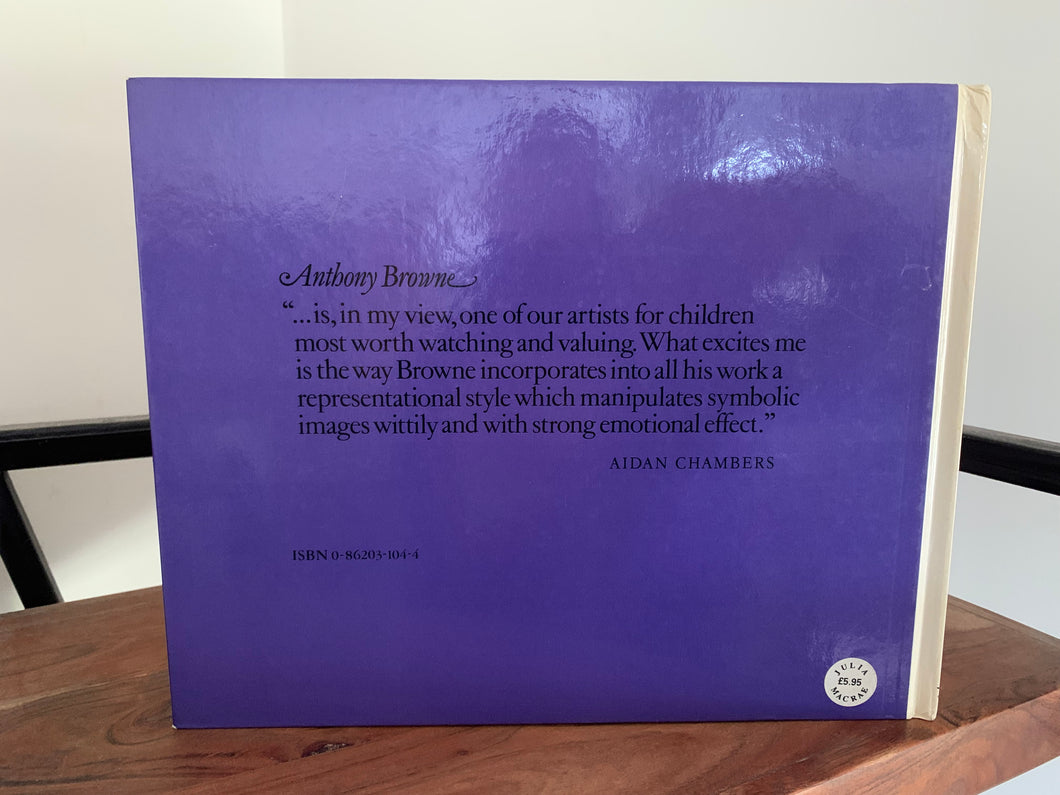 Anthony Browne
“...is, in my view, one of our artists for children
most worth watching and valuing. What excites me
is the way Browne incorporates into all his work a
representational style which manipulates symbolic
images wittily and with strong emotional effect.”
AIDAN CHAMBERS
ISBN 0-86203-104-4
JULIA
£5.95
MACRAE